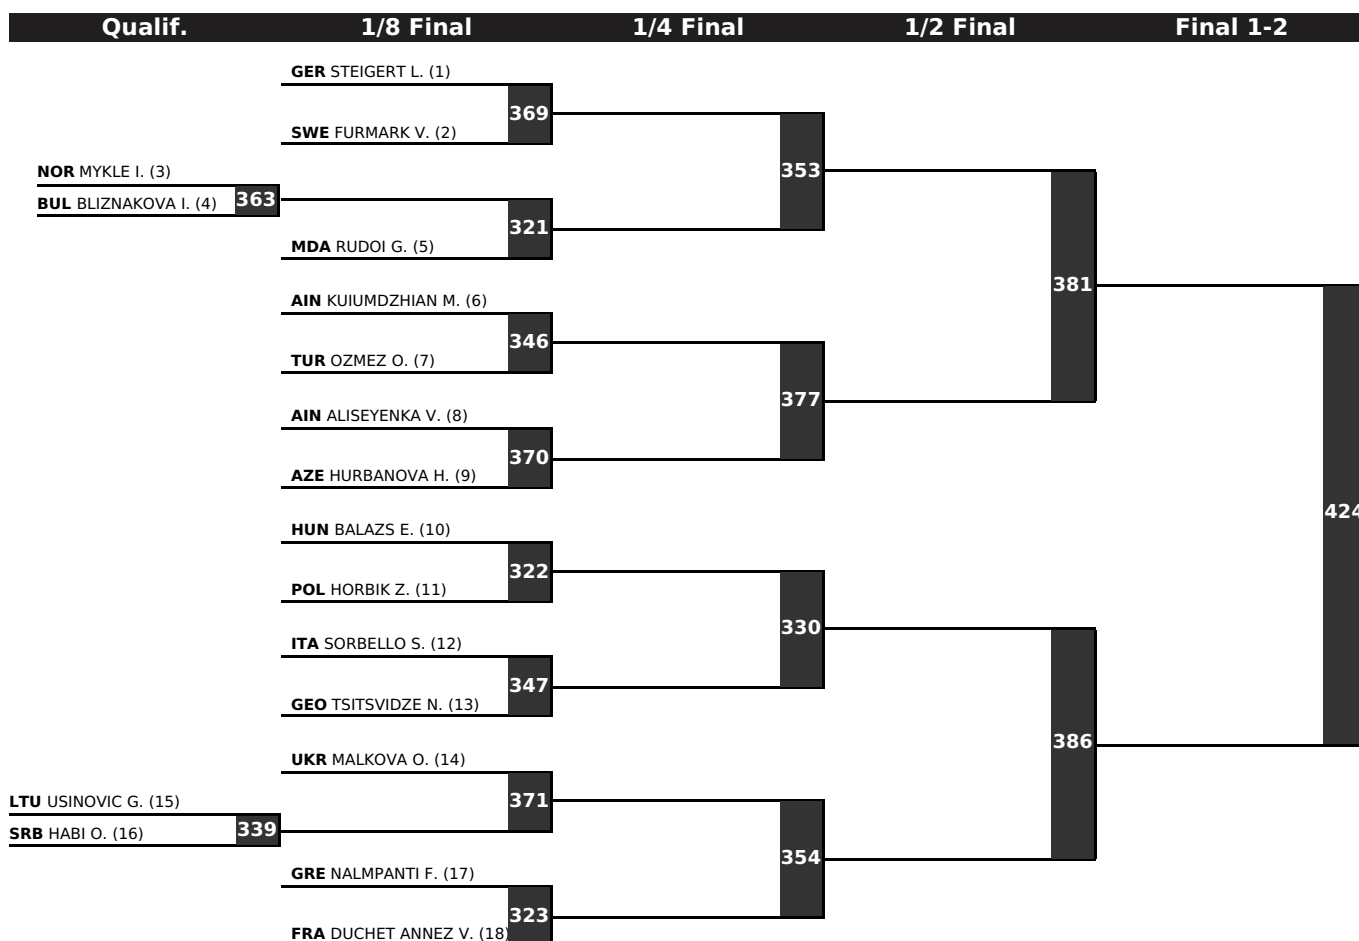 Qualif. 1/8 Final 1/4 Final 1/2 Final Final 1-2
GER STEIGERT L. (1)
369
SWE FURMARK V. (2)
NOR MYKLE I. (3)
353
BUL BLIZNAKOVA I. (4) 363
321
MDA RUDOI G. (5)
381
AIN KUIUMDZHIAN M. (6)
346
TUR OZMEZ O. (7)
377
AIN ALISEYENKA V. (8)
370
AZE HURBANOVA H. (9)
424
HUN BALAZS E. (10)
322
POL HORBIK Z. (11)
330
ITA SORBELLO S. (12)
347
GEO TSITSVIDZE N. (13)
386
UKR MALKOVA O. (14)
LTU USINOVIC G. (15)
371
SRB HABI O. (16) 339
354
GRE NALMPANTI F. (17)
323
FRA DUCHET ANNEZ V. (18)